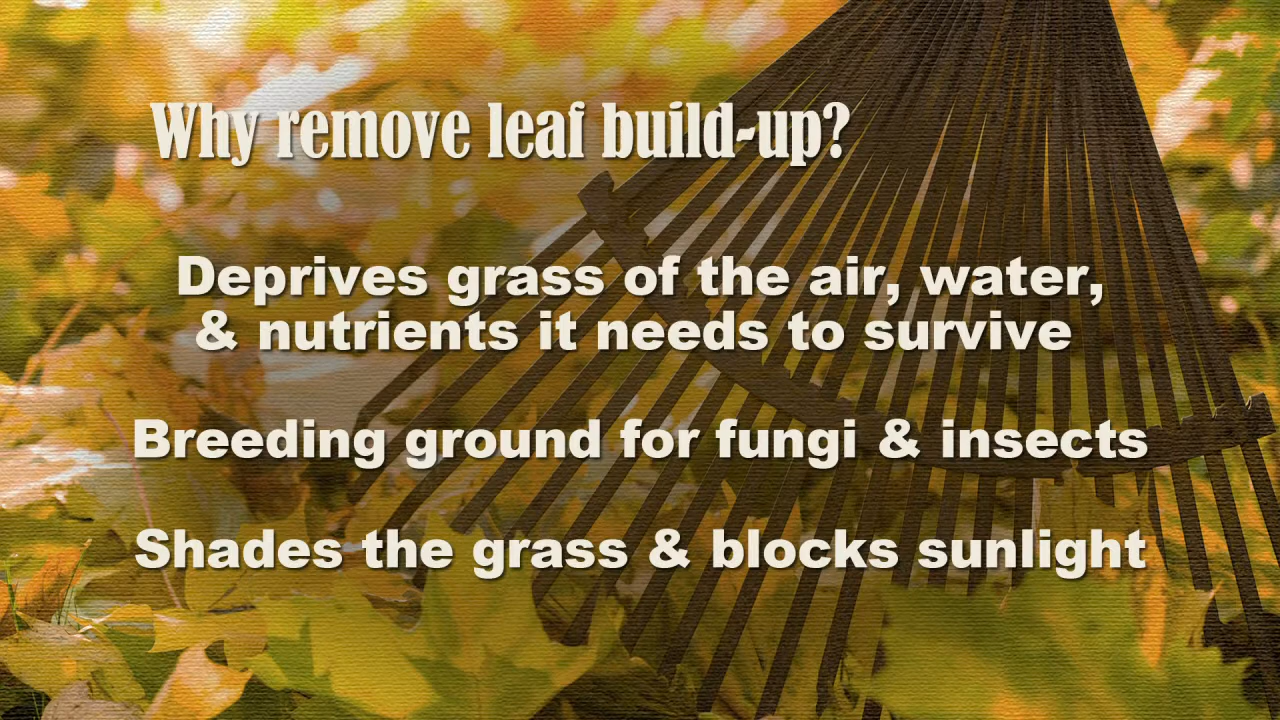 Why remove leaf build-up?
Deprives grass of the air, water,
& nutrients it needs to survive
Breeding ground for fungi & insects
Shades the grass & blocks sunlight